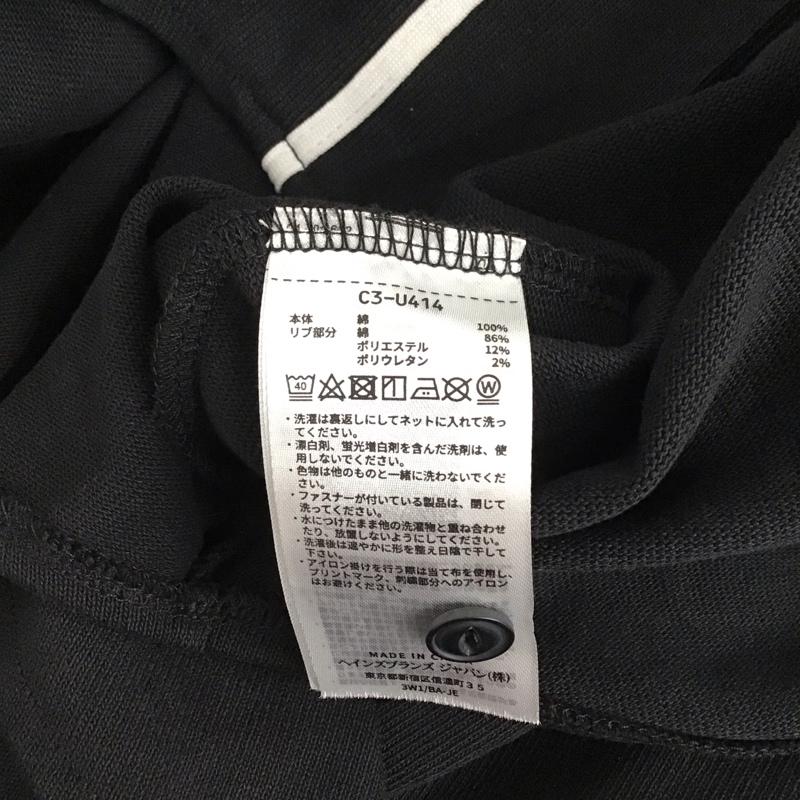 C3-U414
本体 綿 100%
リブ部分 綿 86%
ポリエステル 12%
ポリウレタン 2%
40 W
・洗濯は裏返しにしてネットに入れて洗っ
てください。
・漂白剤、蛍光増白剤を含んだ洗剤は、使
用しないでください。
・色物は他のものと一緒に洗わないでくだ
さい。
・ファスナーが付いている製品は、閉じて
洗ってください。
・水につけたまま他の洗濯物と重ね合わせ
たり、放置しないようにしてください。
・洗濯後は速やかに形を整え日陰で干して
下さい。
・アイロン掛けを行う際は当て布を使用し、
プリントマーク、刺繍部分へのアイロン
はお避けください。
MADE IN
ヘインズブランズ ジャパン(株)
東京都新宿区信濃町35
3W1/BA-JE